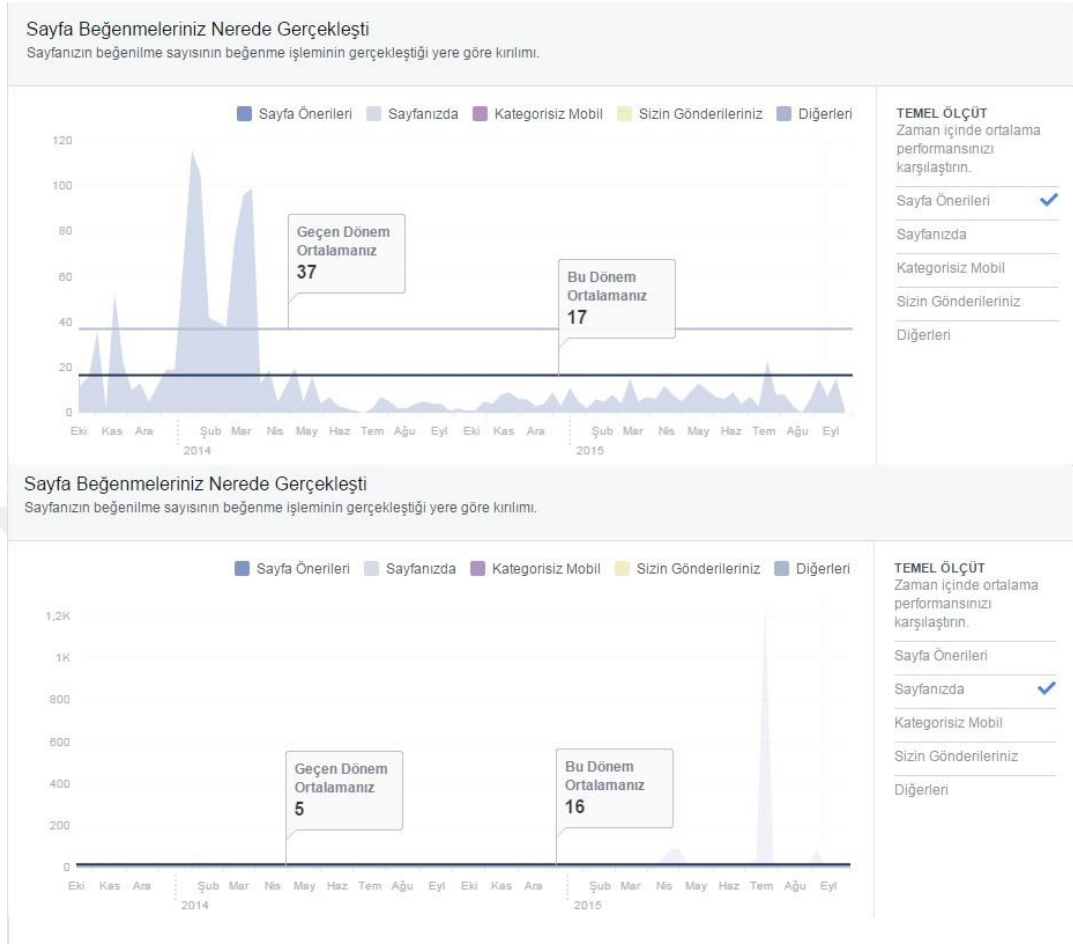 Sayfa Beğenmeleriniz Nerede Gerçekleşti
Sayfanızın beğenilme sayısının beğenme işleminin gerçekleştiği yere göre kırılımı.
Sayfa Önerileri Sayfanızda Kategorisiz Mobil Sizin Gönderileriniz Diğerleri
120
100
80
60
40
20
0
Geçen Dönem
Ortalamanız
37
Bu Dönem
Ortalamanız
17
Eki Kas Ara Şub Mar Nis May Haz Tem Ağu Eyl Eki Kas Ara Şub Mar Nis May Haz Tem Ağu Eyl
2014 2015
TEMEL ÖLÇÜT
Zaman içinde ortalama
performansınızı
karşılaştırın.
Sayfa Önerileri
Sayfanızda
Kategorisiz Mobil
Sizin Gönderileriniz
Diğerleri
Sayfa Beğenmeleriniz Nerede Gerçekleşti
Sayfanızın beğenilme sayısının beğenme işleminin gerçekleştiği yere göre kırılımı.
Sayfa Önerileri Sayfanızda Kategorisiz Mobil Sizin Gönderileriniz Diğerleri
1,2K
1K
800
600
400
200
0
Geçen Dönem
Ortalamanız
5
Bu Dönem
Ortalamanız
16
Eki Kas Ara Şub Mar Nis May Haz Tem Ağu Eyl Eki Kas Ara Şub Mar Nis May Haz Tem Ağu Eyl
2014 2015
TEMEL ÖLÇÜT
Zaman içinde ortalama
performansınızı
karşılaştırın.
Sayfa Önerileri
Sayfanızda
Kategorisiz Mobil
Sizin Gönderileriniz
Diğerleri